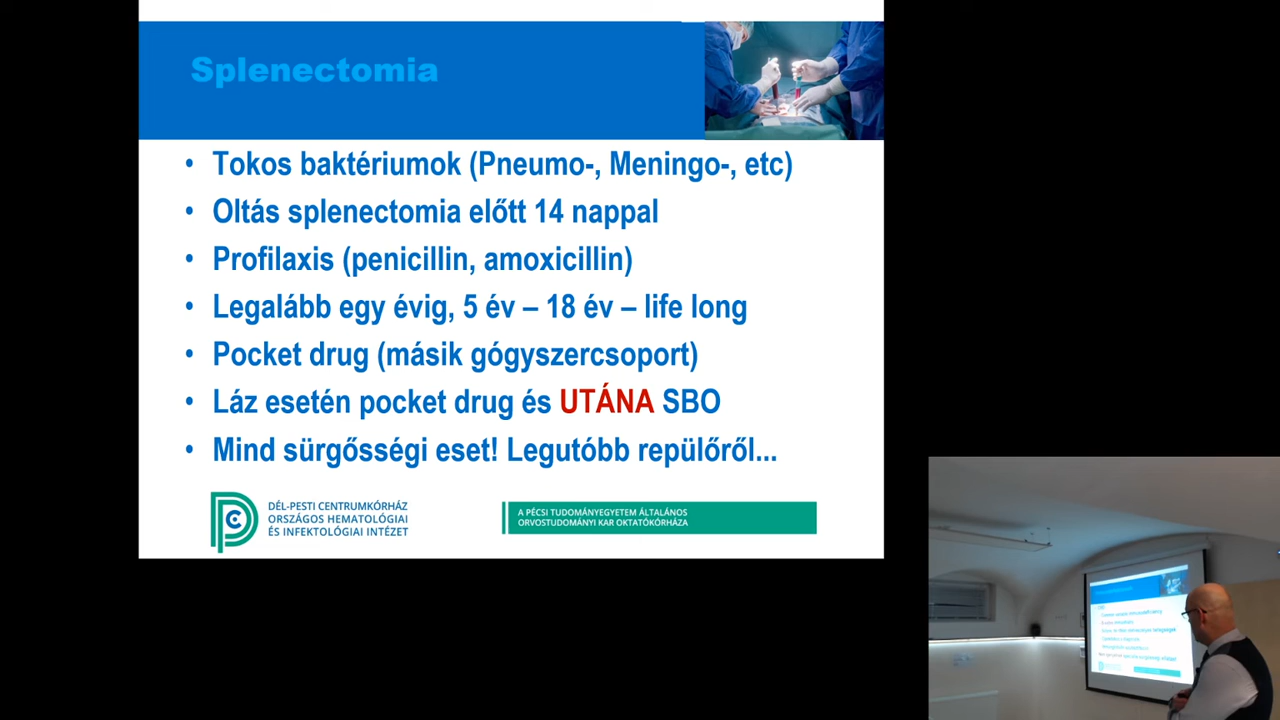 Splenectomia
• Tokos baktériumok (Pneumo-, Meningo-, etc)
• Oltás splenectomia előtt 14 nappal
• Profilaxis (penicillin, amoxicillin)
• Legalább egy évig, 5 év – 18 év – life long
• Pocket drug (másik gógyszercsoport)
• Láz esetén pocket drug és UTÁNA SBO
• Mind sürgősségi eset! Legutóbb repülőről...
DÉL-PESTI CENTRUMKÓRHÁZ
ORSZÁGOS HEMATOLÓGIAI
ÉS INFEKTOLÓGIAI INTÉZET
A PÉCSI TUDOMÁNYEGYETEM ÁLTALÁNOS
ORVOSTUDOMÁNYI KAR OKTATÓKÓRHÁZA